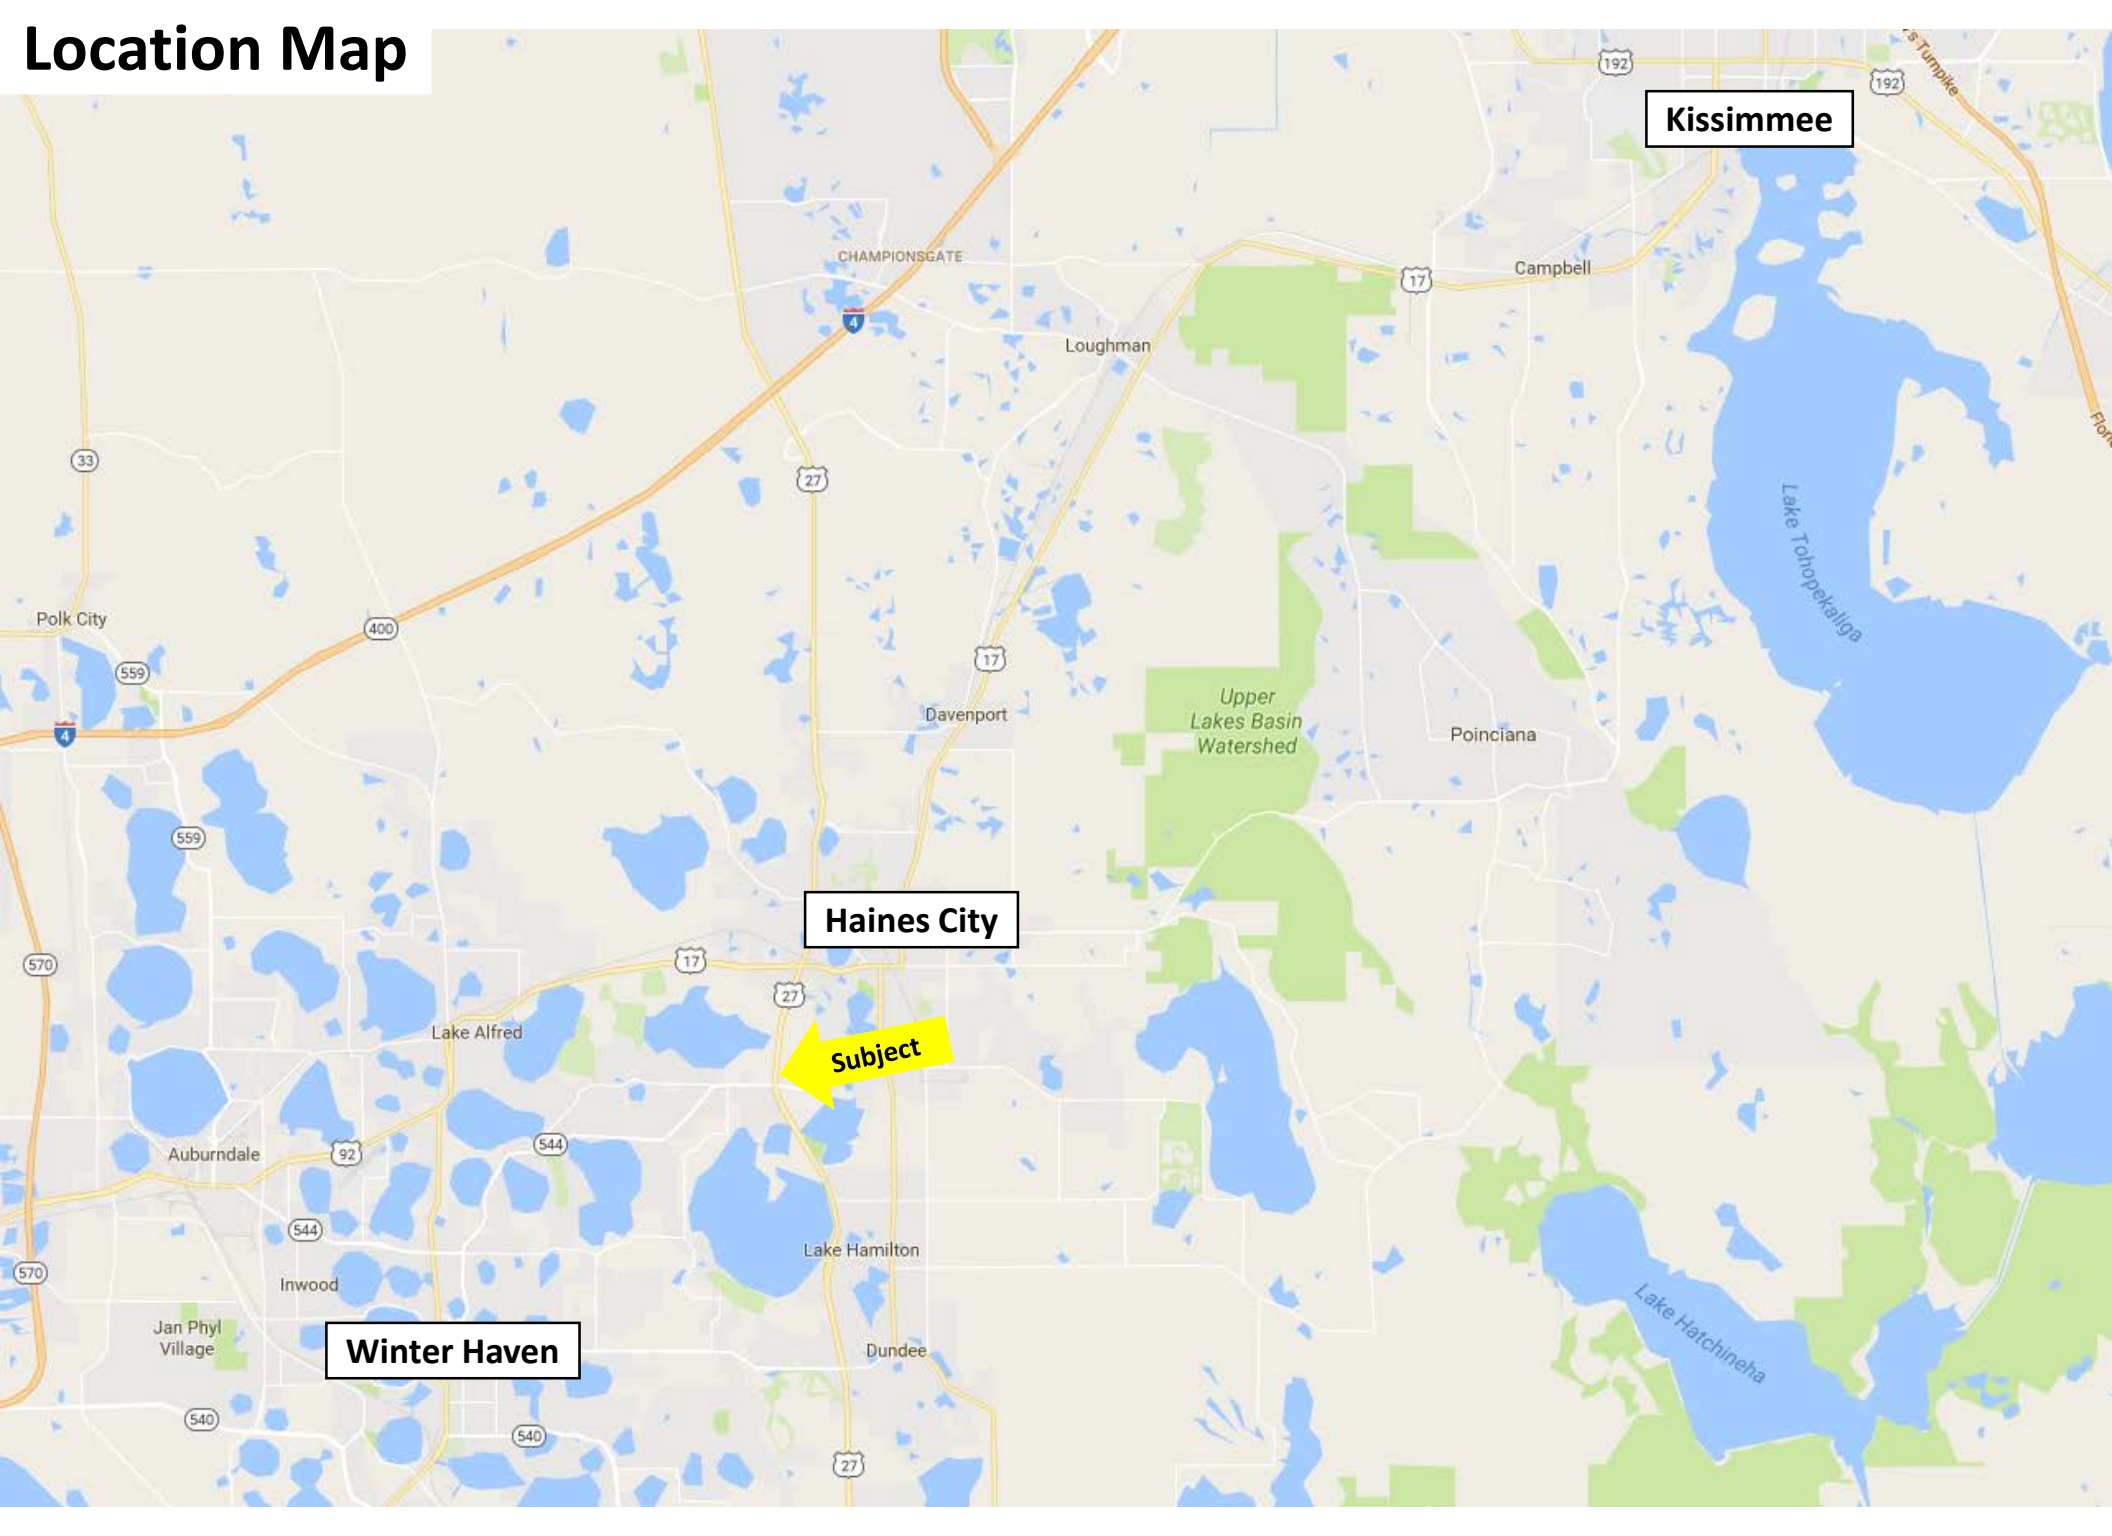 Location Map
192
192
's Turnpike
Kissimmee
CHAMPIONSGATE
Campbell
17
4
Loughman
Flori
33
27
Lake Tohopekaliga
Polk City
400
559
17
Upper
Lakes Basin
Watershed
Davenport
4
Poinciana
559
Haines City
570
17
27
Lake Alfred
Subject
Auburndale
92
544
544
Lake Hamilton
570
Inwood
Lake Hatchineha
Jan Phyl
Village
Winter Haven
Dundee
540
540
27